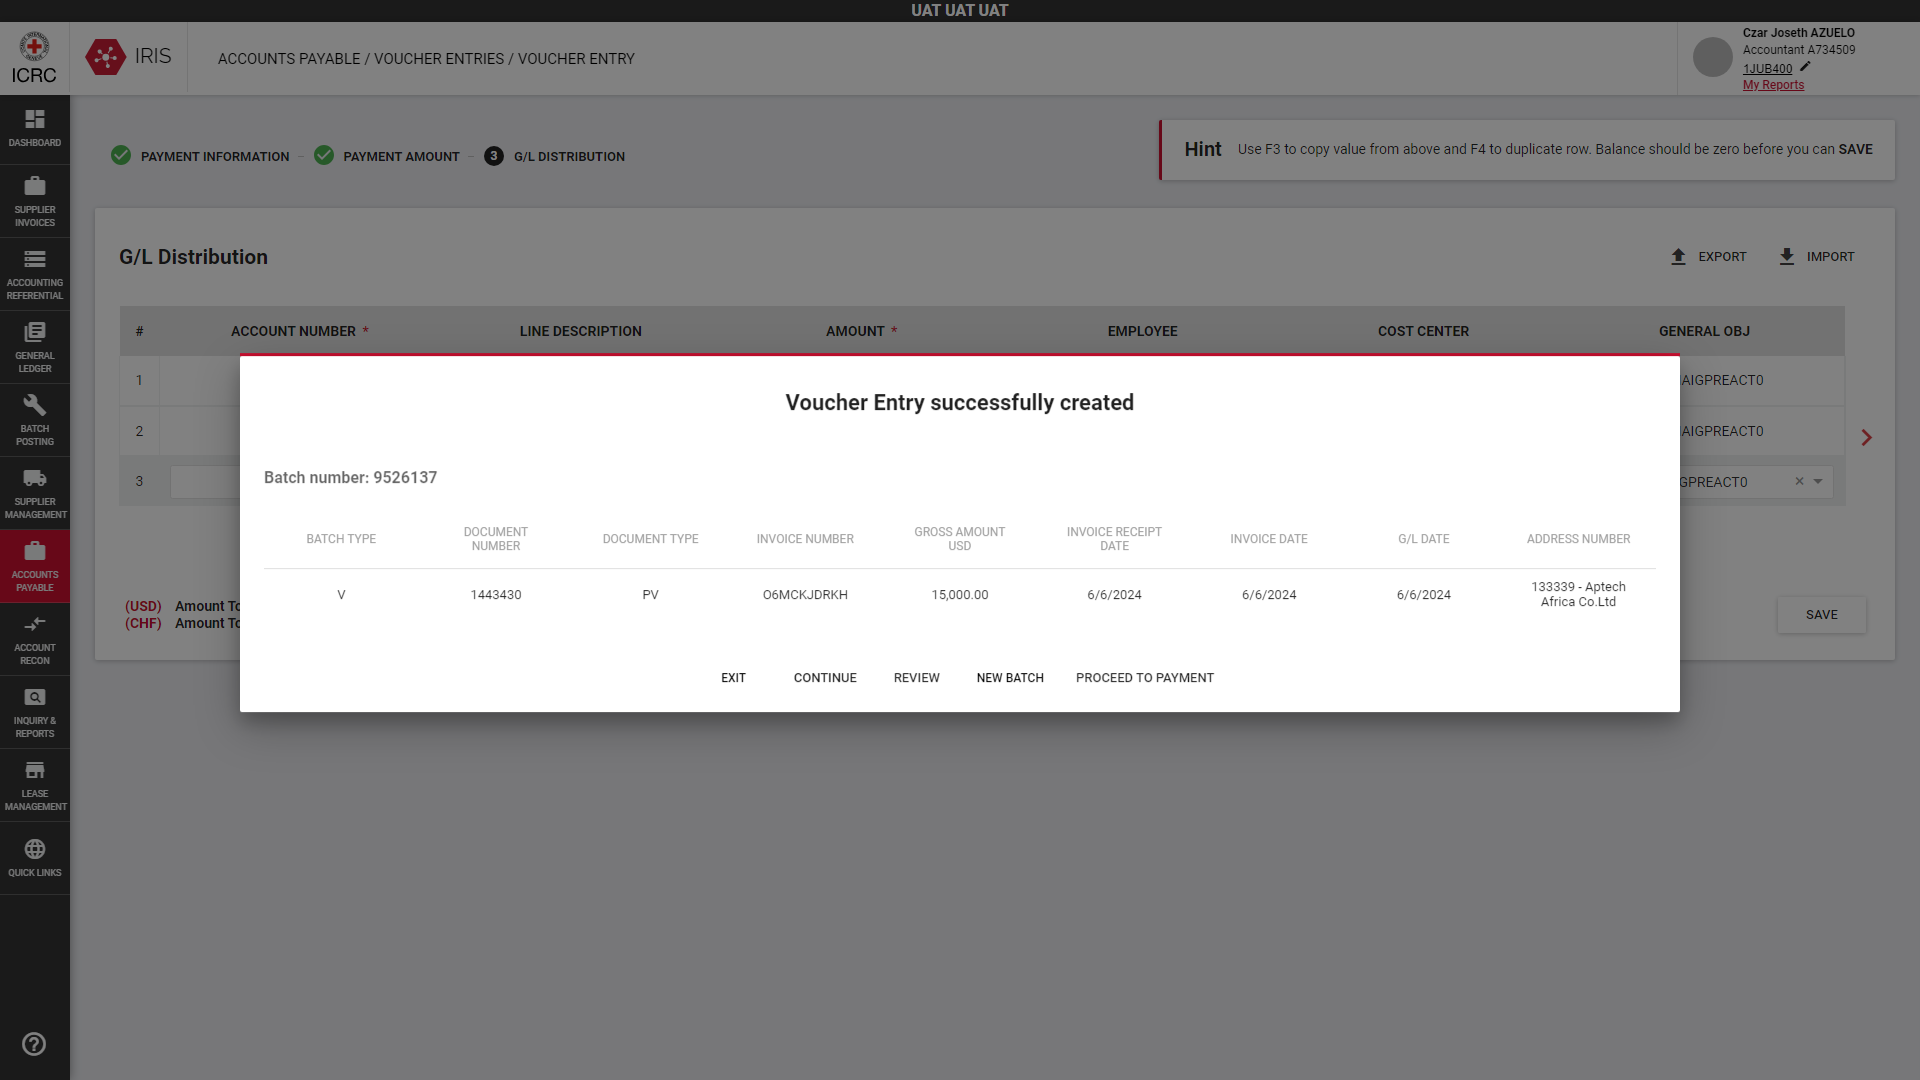 UAT UAT UAT
ICRC
IRIS
ACCOUNTS PAYABLE / VOUCHER ENTRIES / VOUCHER ENTRY
Czar Joseth AZUELO
Accountant A734509
1JUB400
My Reports
DASHBOARD
SUPPLIER
INVOICES
ACCOUNTING
REFERENTIAL
GENERAL
LEDGER
BATCH
POSTING
SUPPLIER
MANAGEMENT
ACCOUNTS
PAYABLE
ACCOUNT
RECON
INQUIRY &
REPORTS
LEASE
MANAGEMENT
QUICK LINKS
PAYMENT INFORMATION
PAYMENT AMOUNT
3 G/L DISTRIBUTION
Hint Use F3 to copy value from above and F4 to duplicate row. Balance should be zero before you can SAVE
G/L Distribution
EXPORT
IMPORT
# ACCOUNT NUMBER * LINE DESCRIPTION AMOUNT * EMPLOYEE COST CENTER GENERAL OBJ
1 AIGPREACT0
2 AIGPREACT0
3 GPREACT0
(USD) Amount To
(CHF) Amount To
SAVE
Voucher Entry successfully created
Batch number: 9526137
BATCH TYPE DOCUMENT NUMBER DOCUMENT TYPE INVOICE NUMBER GROSS AMOUNT USD INVOICE RECEIPT DATE INVOICE DATE G/L DATE ADDRESS NUMBER
V 1443430 PV O6MCKJDRKH 15,000.00 6/6/2024 6/6/2024 6/6/2024 133339 - Aptech Africa Co.Ltd
EXIT CONTINUE REVIEW NEW BATCH PROCEED TO PAYMENT